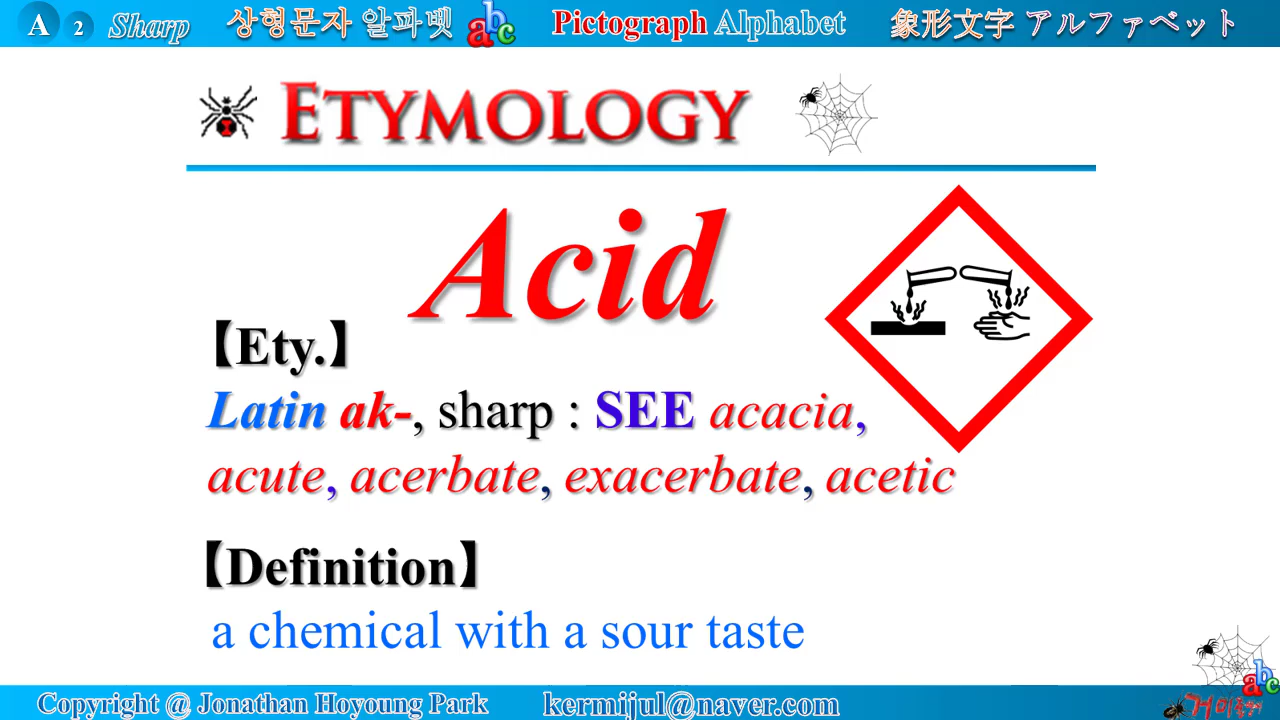 A 2 Sharp 상형문자 알파벳 abc Pictograph Alphabet 象形文字 アルファベット
ETYMOLOGY
Acid
【Ety.】
Latin ak-, sharp : SEE acacia,
acute, acerbate, exacerbate, acetic
【Definition】
a chemical with a sour taste
abc
Copyright @ Jonathan Hoyoung Park kermijul@naver.com